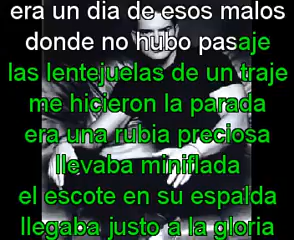 era un dia de esos malos
donde no hubo pasaje
las lentejuelas de un traje
me hicieron la parada
era una rubia preciosa
llevaba miniflada
el escote en su espalda
llegaba justo a la gloria